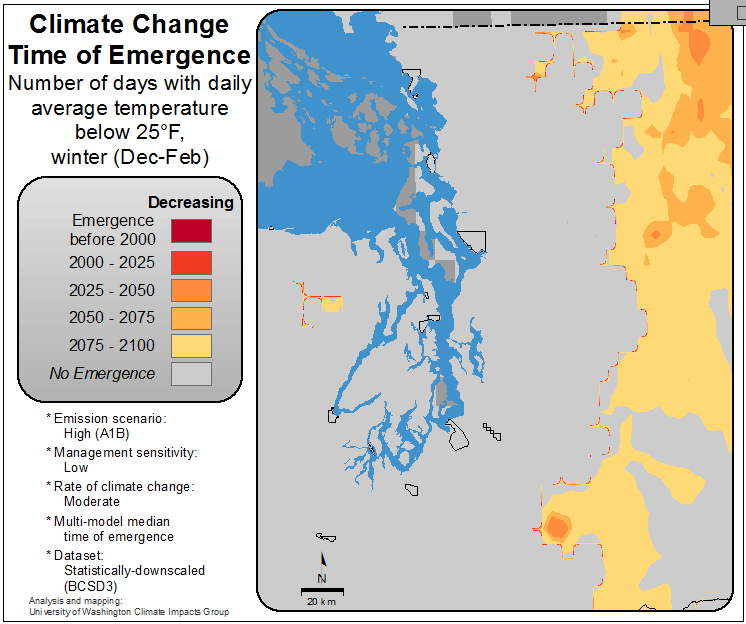 Climate Change
Time of Emergence
Number of days with daily
average temperature
below 25°F,
winter (Dec-Feb)
Decreasing
Emergence
before 2000
2000 - 2025
2025 - 2050
2050 - 2075
2075 - 2100
No Emergence
* Emission scenario:
High (A1B)
* Management sensitivity:
Low
* Rate of climate change:
Moderate
* Multi-model median
time of emergence
* Dataset:
Statistically-downscaled
(BCSD3)
Analysis and mapping:
University of Washington Climate Impacts Group
N
20 km